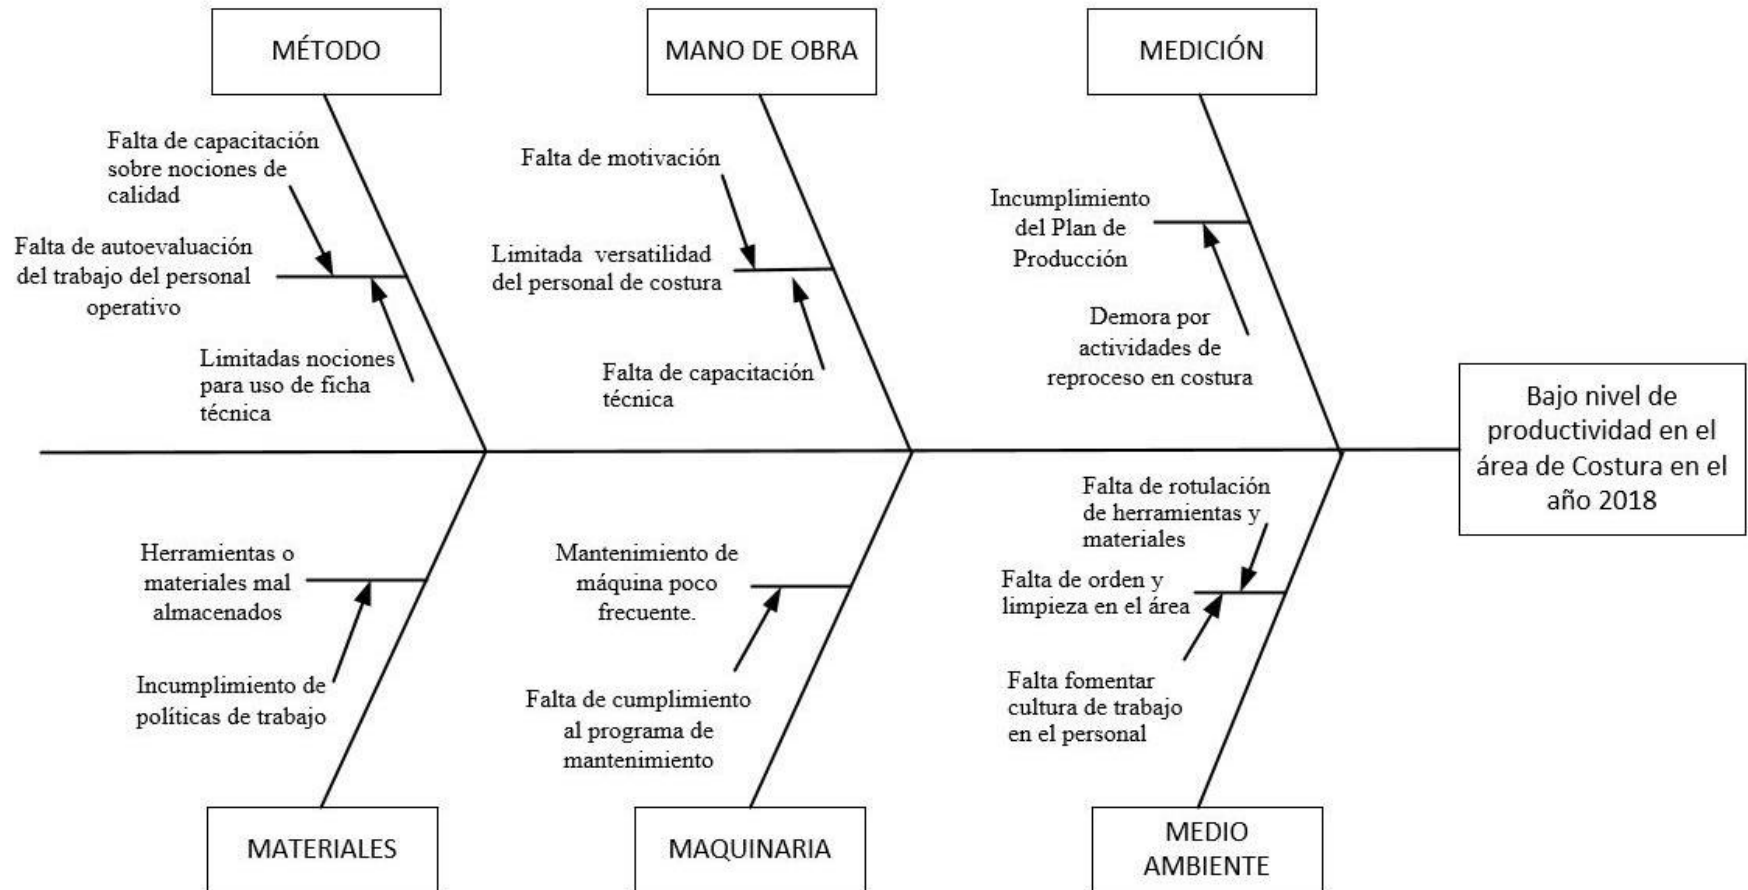 MÉTODO
MANO DE OBRA
MEDICIÓN
Falta de capacitación
sobre nociones de
calidad
Falta de autoevaluación
del trabajo del personal
operativo
Limitadas nociones
para uso de ficha
técnica
Falta de motivación
Limitada versatilidad
del personal de costura
Falta de capacitación
técnica
Incumplimiento
del Plan de
Producción
Demora por
actividades de
reproceso en costura
Bajo nivel de
productividad en el
área de Costura en el
año 2018
Herramientas o
materiales mal
almacenados
Incumplimiento de
políticas de trabajo
Mantenimiento de
máquina poco
frecuente.
Falta de cumplimiento
al programa de
mantenimiento
Falta de rotulación
de herramientas y
materiales
Falta de orden y
limpieza en el área
Falta fomentar
cultura de trabajo
en el personal
MATERIALES
MAQUINARIA
MEDIO
AMBIENTE